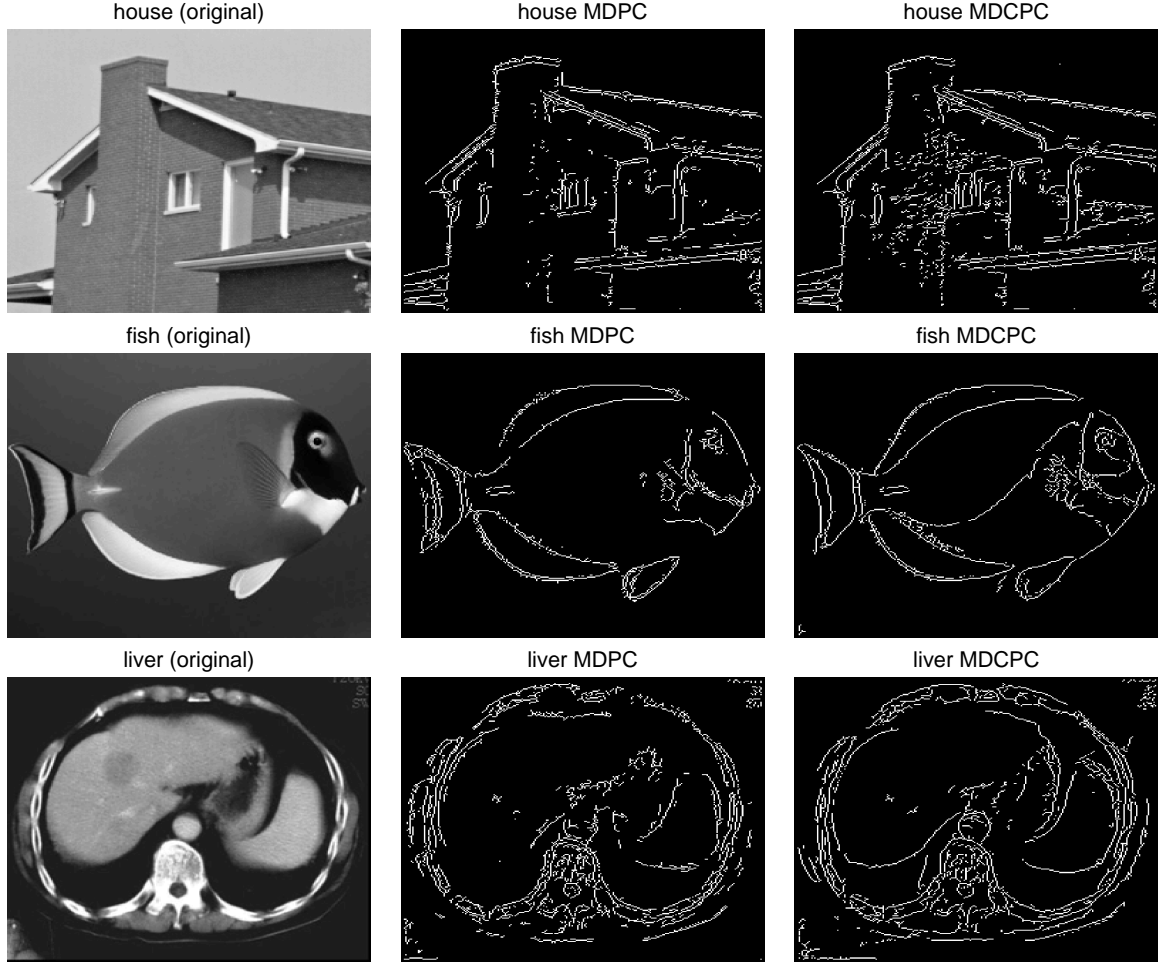 house (original)
house MDPC
house MDCPC
fish (original)
fish MDPC
fish MDCPC
liver (original)
liver MDPC
liver MDCPC